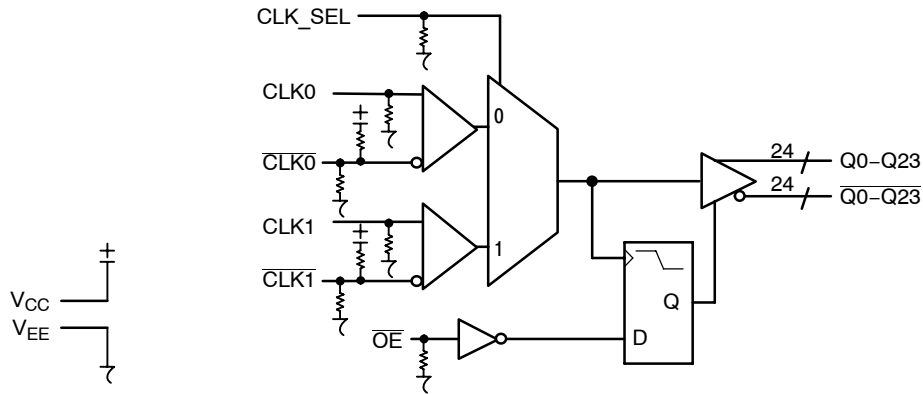 CLK_SEL
CLK0
0
CLK0
24
Q0−Q23
24
Q0−Q23
CLK1
1
CLK1
VCC
VEE
Q
OE
D